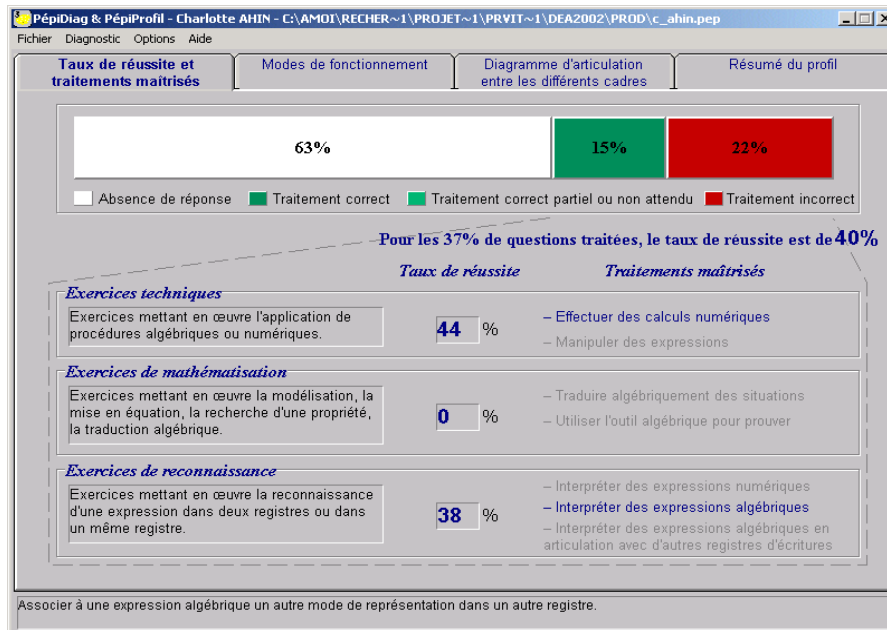 PépiDiag & PépiProfil - Charlotte AHIN - C:\AMOI\RECHER~1\PROJET~1\PRVIT~1\DEA2002\PROD\c_ahin.pep
Fichier Diagnostic Options Aide
Taux de réussite et
traitements maîtrisés
Modes de fonctionnement
Diagramme d'articulation
entre les différents cadres
Résumé du profil
63% 15% 22%
Absence de réponse Traitement correct Traitement correct partiel ou non attendu Traitement incorrect
Pour les 37% de questions traitées, le taux de réussite est de 40%
Taux de réussite Traitements maîtrisés
Exercices techniques
Exercices mettant en œuvre l'application de
procédures algébriques ou numériques.
44 %
– Effectuer des calculs numériques
– Manipuler des expressions
Exercices de mathématisation
Exercices mettant en œuvre la modélisation, la
mise en équation, la recherche d'une propriété,
la traduction algébrique.
0 %
– Traduire algébriquement des situations
– Utiliser l'outil algébrique pour prouver
Exercices de reconnaissance
Exercices mettant en œuvre la reconnaissance
d'une expression dans deux registres ou dans
un même registre.
38 %
– Interpréter des expressions numériques
– Interpréter des expressions algébriques
– Interpréter des expressions algébriques en
articulation avec d'autres registres d'écritures
Associer à une expression algébrique un autre mode de représentation dans un autre registre.